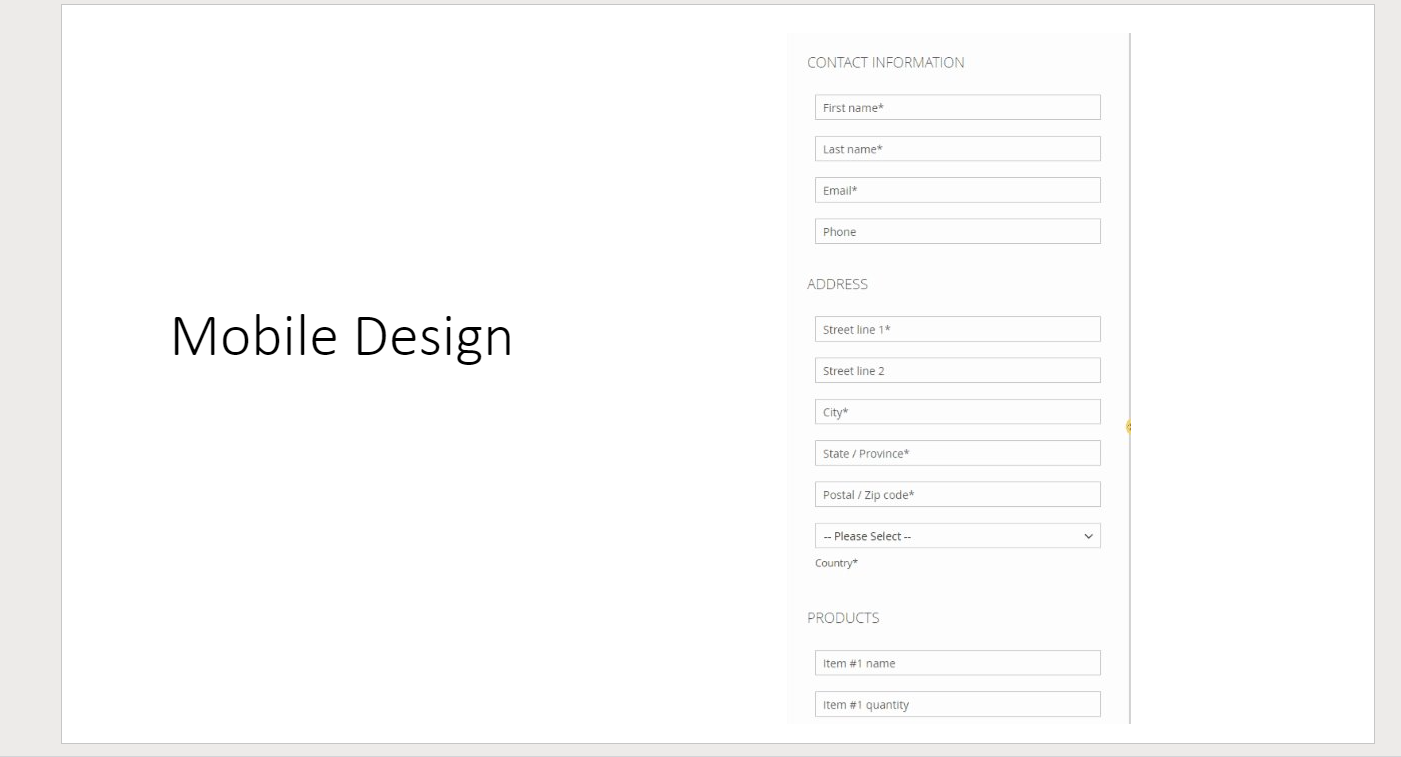 Mobile Design
CONTACT INFORMATION
First name*
Last name*
Email*
Phone
ADDRESS
Street line 1*
Street line 2
City*
State / Province*
Postal / Zip code*
-- Please Select --
Country*
PRODUCTS
Item #1 name
Item #1 quantity